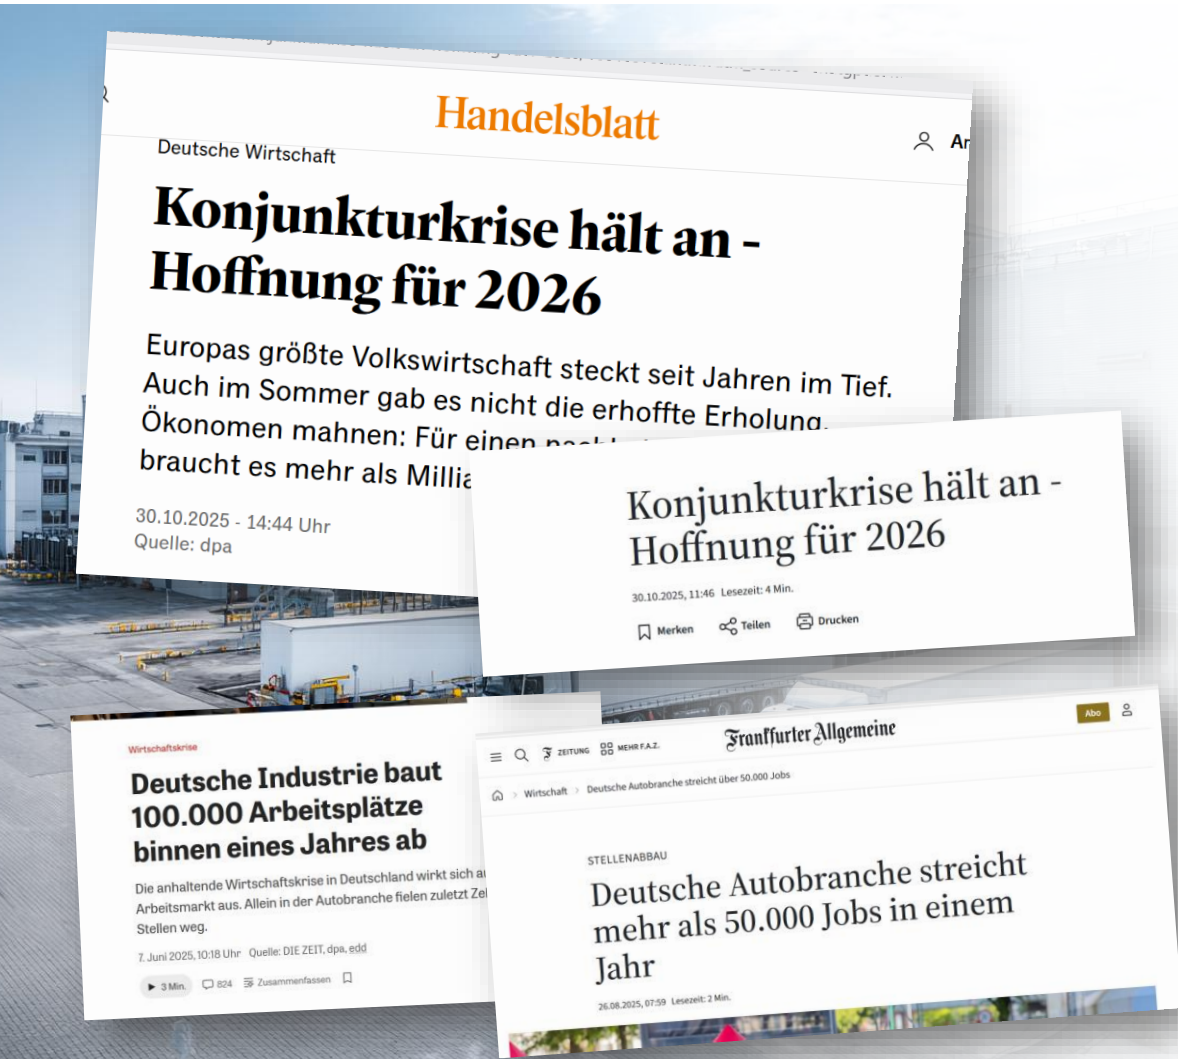 Handelsblatt
Deutsche Wirtschaft
Konjunkturkrise hält an -
Hoffnung für 2026
Europas größte Volkswirtschaft steckt seit Jahren im Tief.
Auch im Sommer gab es nicht die erhoffte Erholung.
Ökonomen mahnen: Für einen
braucht es mehr als
30.10.2025 - 14:44 Uhr
Quelle: dpa
Konjunkturkrise hält an -
Hoffnung für 2026
30.10.2025, 11:46 Lesezeit: 4 Min.
Merken Teilen Drucken
Wirtschaftskrise
Deutsche Industrie baut
100.000 Arbeitsplätze
binnen eines Jahres ab
Die anhaltende Wirtschaftskrise in Deutschland wirkt sich
Arbeitsmarkt aus. Allein in der Autobranche fielen zuletzt
Stellen weg.
7. Juni 2025, 10:18 Uhr Quelle: DIE ZEIT, dpa, edd
3 Min. 824 Zusammenfassen
ZEITUNG MEHR F.A.Z. Frankfurter Allgemeine Abo
Wirtschaft > Deutsche Autobranche streicht über 50.000 Jobs
STELLENABBAU
Deutsche Autobranche streicht
mehr als 50.000 Jobs in einem
Jahr
26.08.2025, 07:59 Lesezeit: 2 Min.